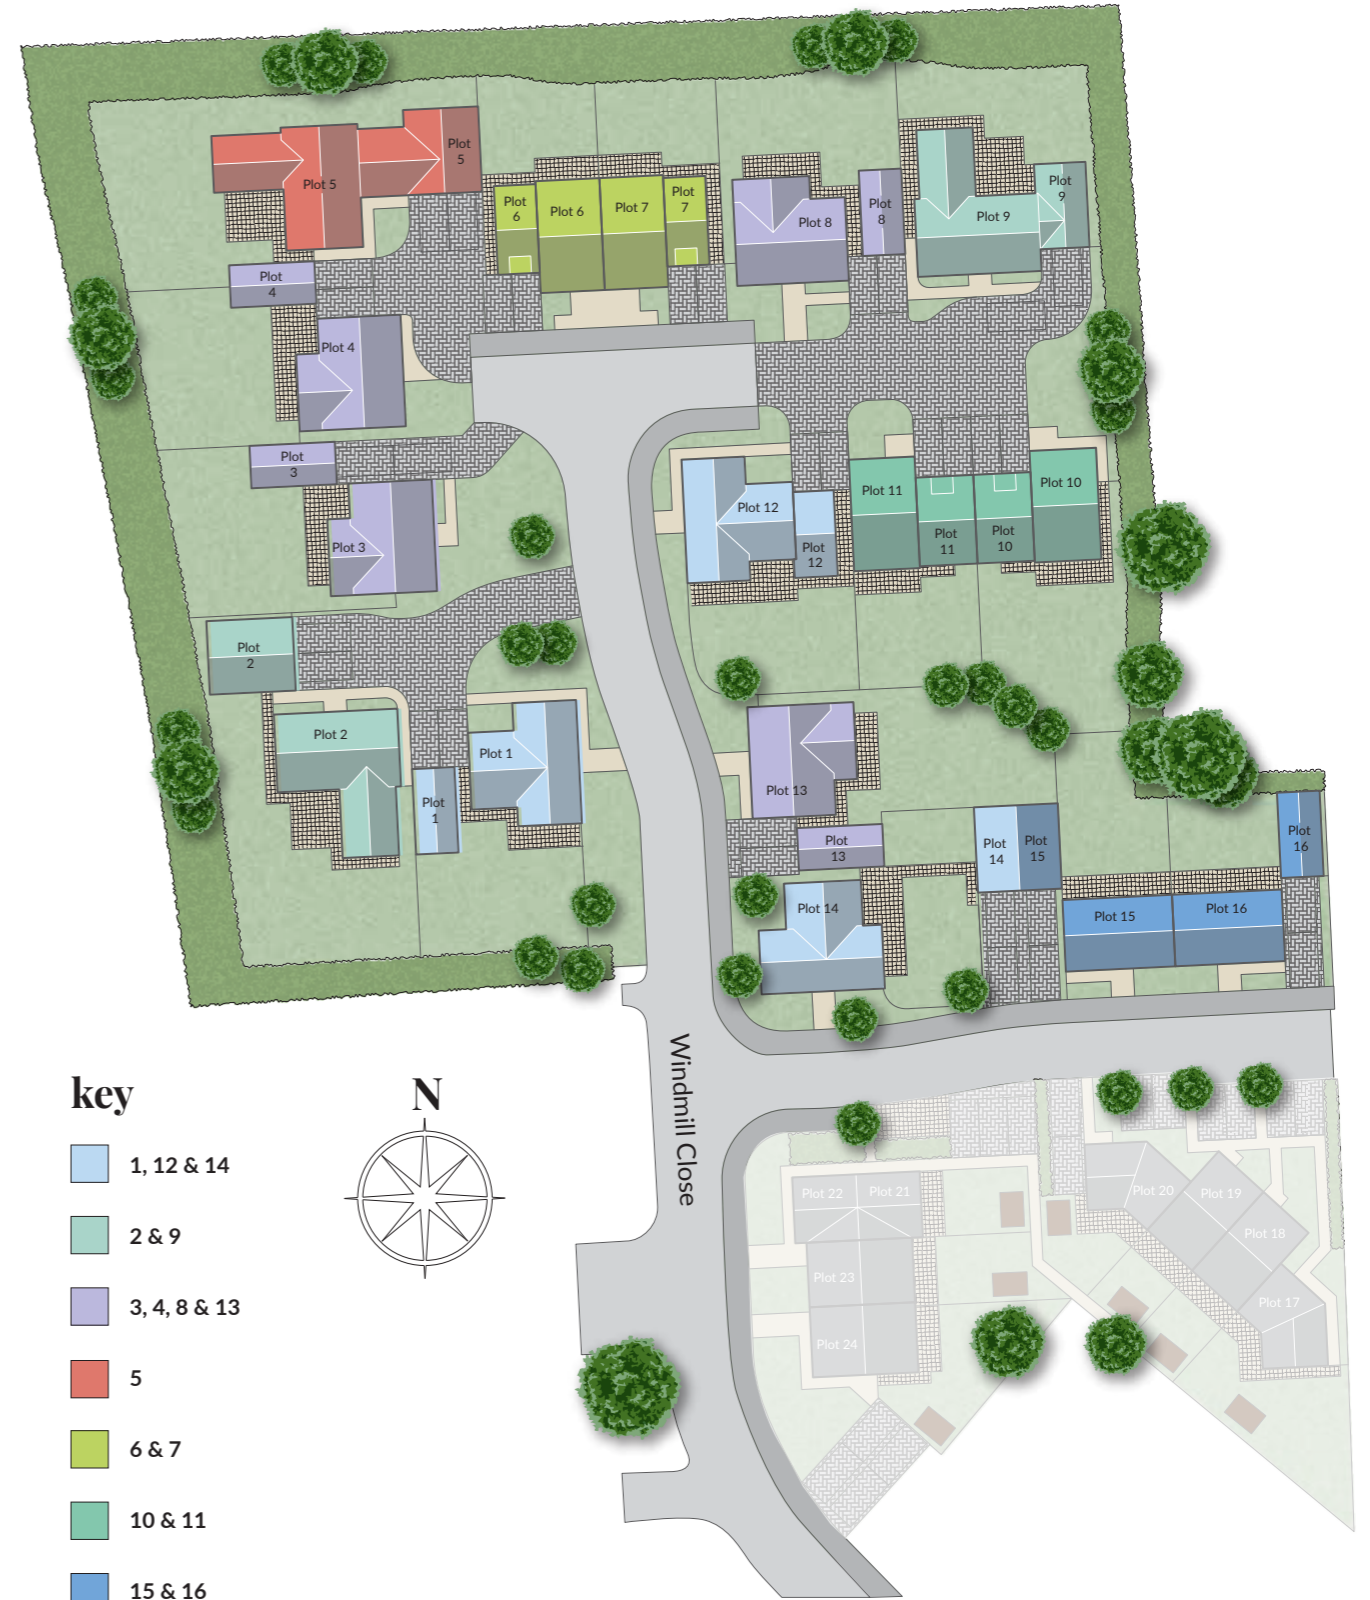 Plot
5
Plot 5
Plot
6
Plot 6
Plot 7
Plot
7
Plot 8
Plot
8
Plot 9
Plot
9
Plot
4
Plot 4
Plot
3
Plot 3
Plot 12
Plot
12
Plot 11
Plot
11
Plot
10
Plot 10
Plot
2
Plot 2
Plot 1
Plot
1
Plot 13
Plot
13
Plot
14
Plot
15
Plot 14
Plot 15
Plot 16
Plot
16
Windmill Close
Plot 22
Plot 21
Plot 23
Plot 24
Plot 20
Plot 19
Plot 18
Plot 17
key
N
1, 12 & 14
2 & 9
3, 4, 8 & 13
5
6 & 7
10 & 11
15 & 16